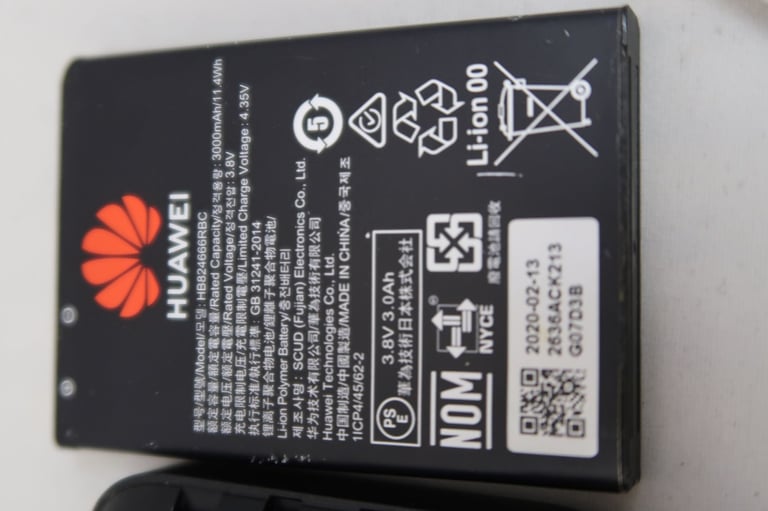 HUAWEI
型号/型號/Model/모델 : HB824666RBC
额定容量/額定電容量/Rated Capacity/정격용량 : 3000mAh/11.4Wh
额定电压/額定電壓/Rated Voltage/정격전압 : 3.8V
充电限制电压/充電限制電壓/Limited Charge Voltage : 4.35V
执行标准/執行標準 : GB 31241-2014
锂离子聚合物电池/鋰離子聚合物電池/
Li-ion Polymer Battery/충전배터리
제조사명 : SCUD (Fujian) Electronics Co., Ltd.
华为技术有限公司/華為技術有限公司
Huawei Technologies Co., Ltd.
中国制造/中國製造/MADE IN CHINA/중국제조
1ICP4/45/62-2
5
Li-ion 00
PS
E
3.8V 3.0Ah
華為技術日本株式会社
NOM
®
NYCE
廢電池請回收
2020-02-13
2636ACK213
G07D3B